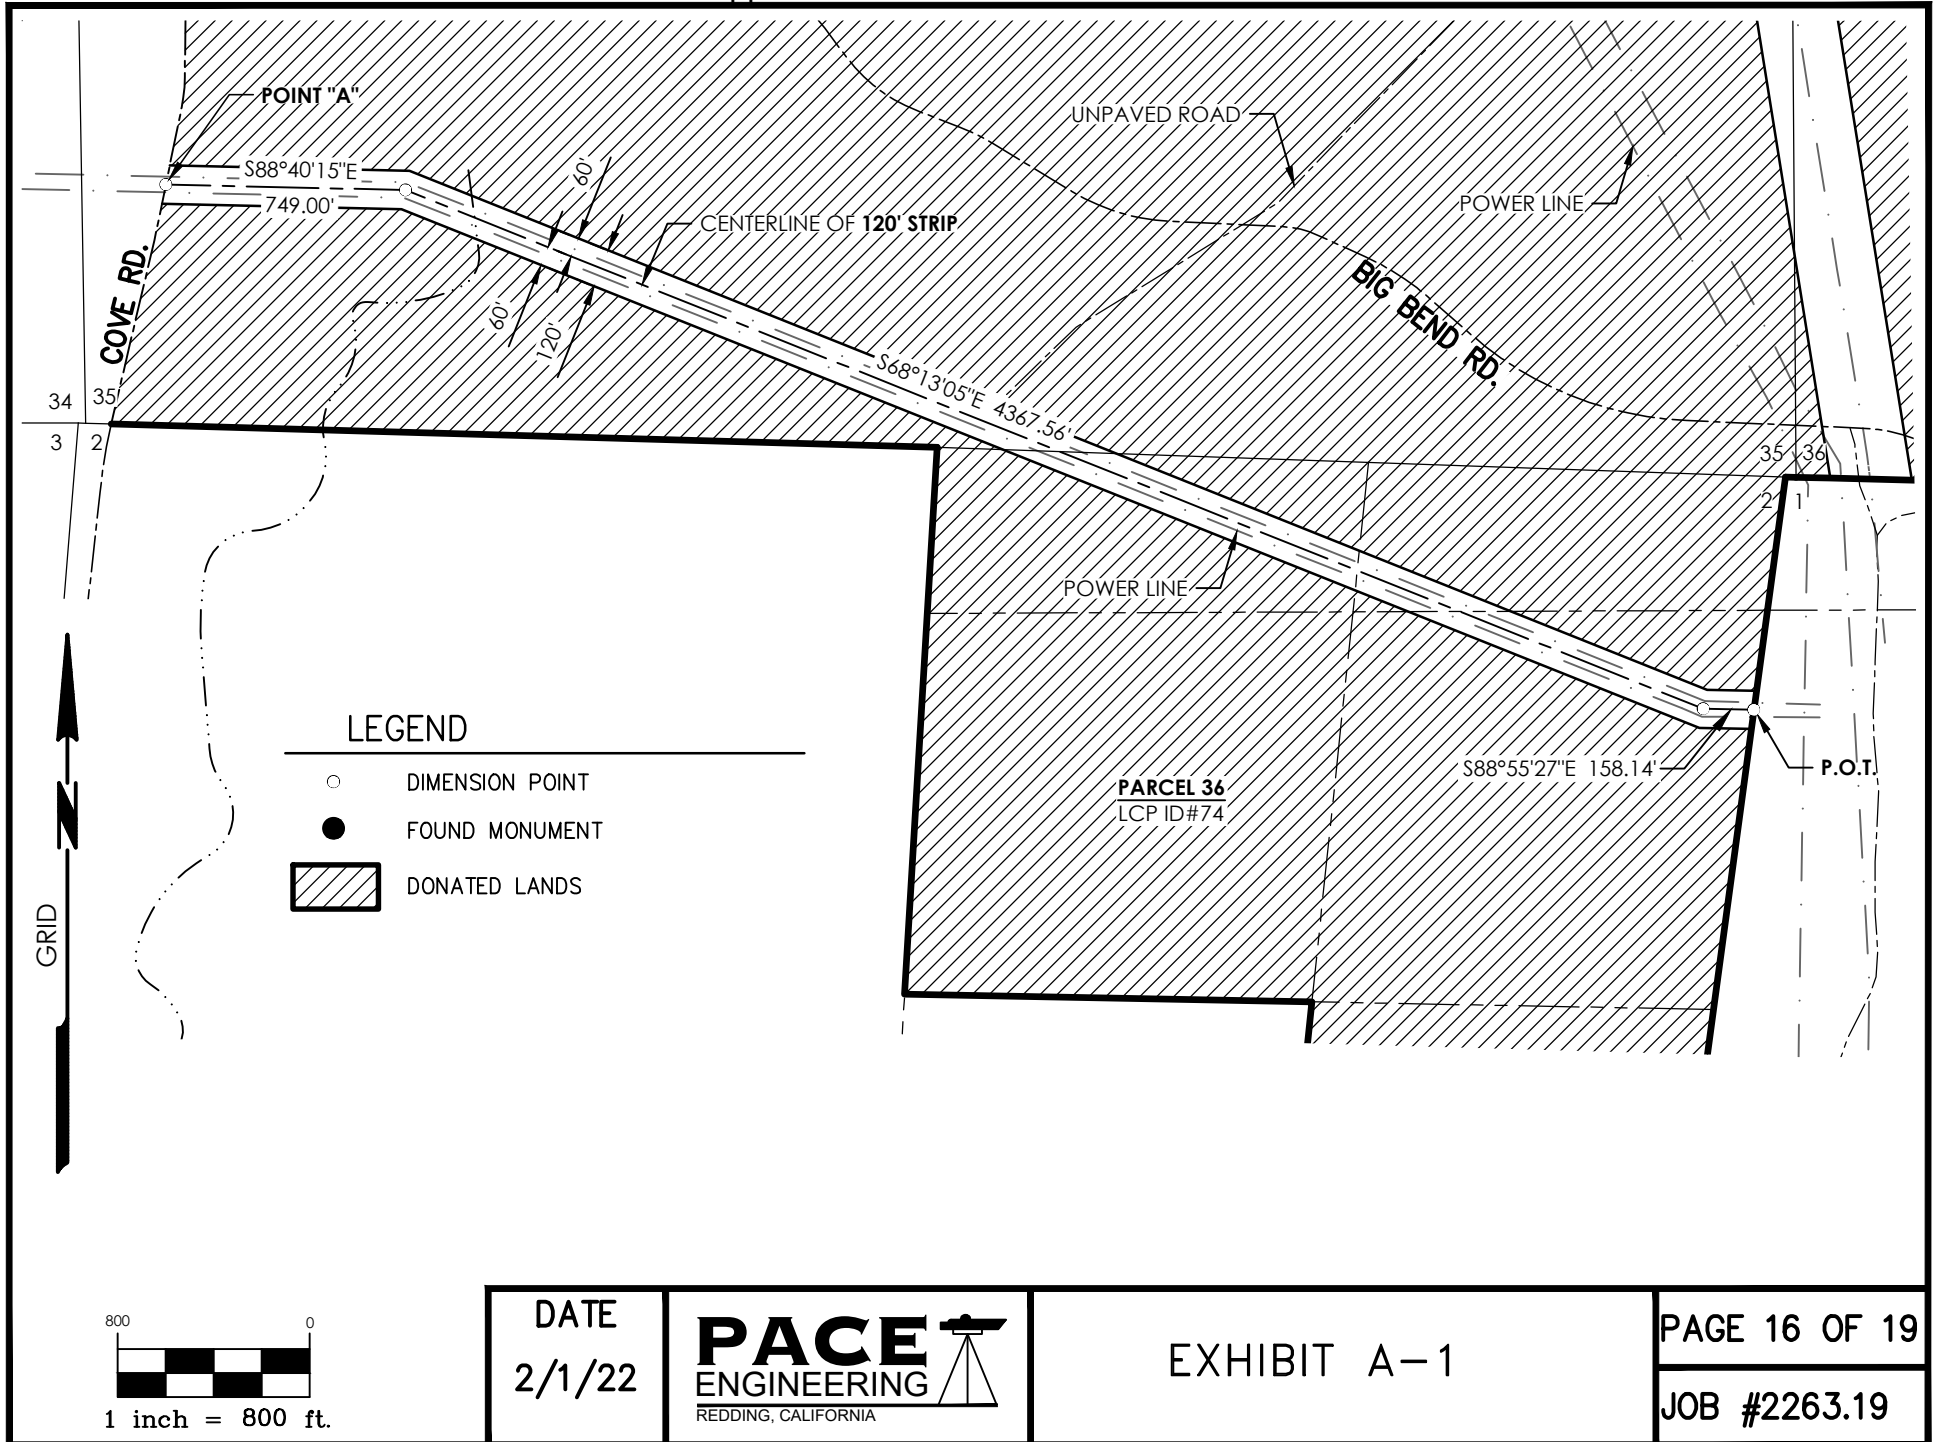 POINT "A"
UNPAVED ROAD
S88°40'15"E
749.00'
60'
POWER LINE
CENTERLINE OF 120' STRIP
COVE RD.
60'
120'
BIG BEND RD.
S68°13'05"E 4367.56'
34 35
3 2
35 36
2 1
POWER LINE
LEGEND
DIMENSION POINT
FOUND MONUMENT
DONATED LANDS
S88°55'27"E 158.14'
P.O.T.
PARCEL 36
LCP ID#74
N
GRID
800 0
1 inch = 800 ft.
DATE
2/1/22
PACE
ENGINEERING
REDDING, CALIFORNIA
EXHIBIT A-1
PAGE 16 OF 19
JOB #2263.19